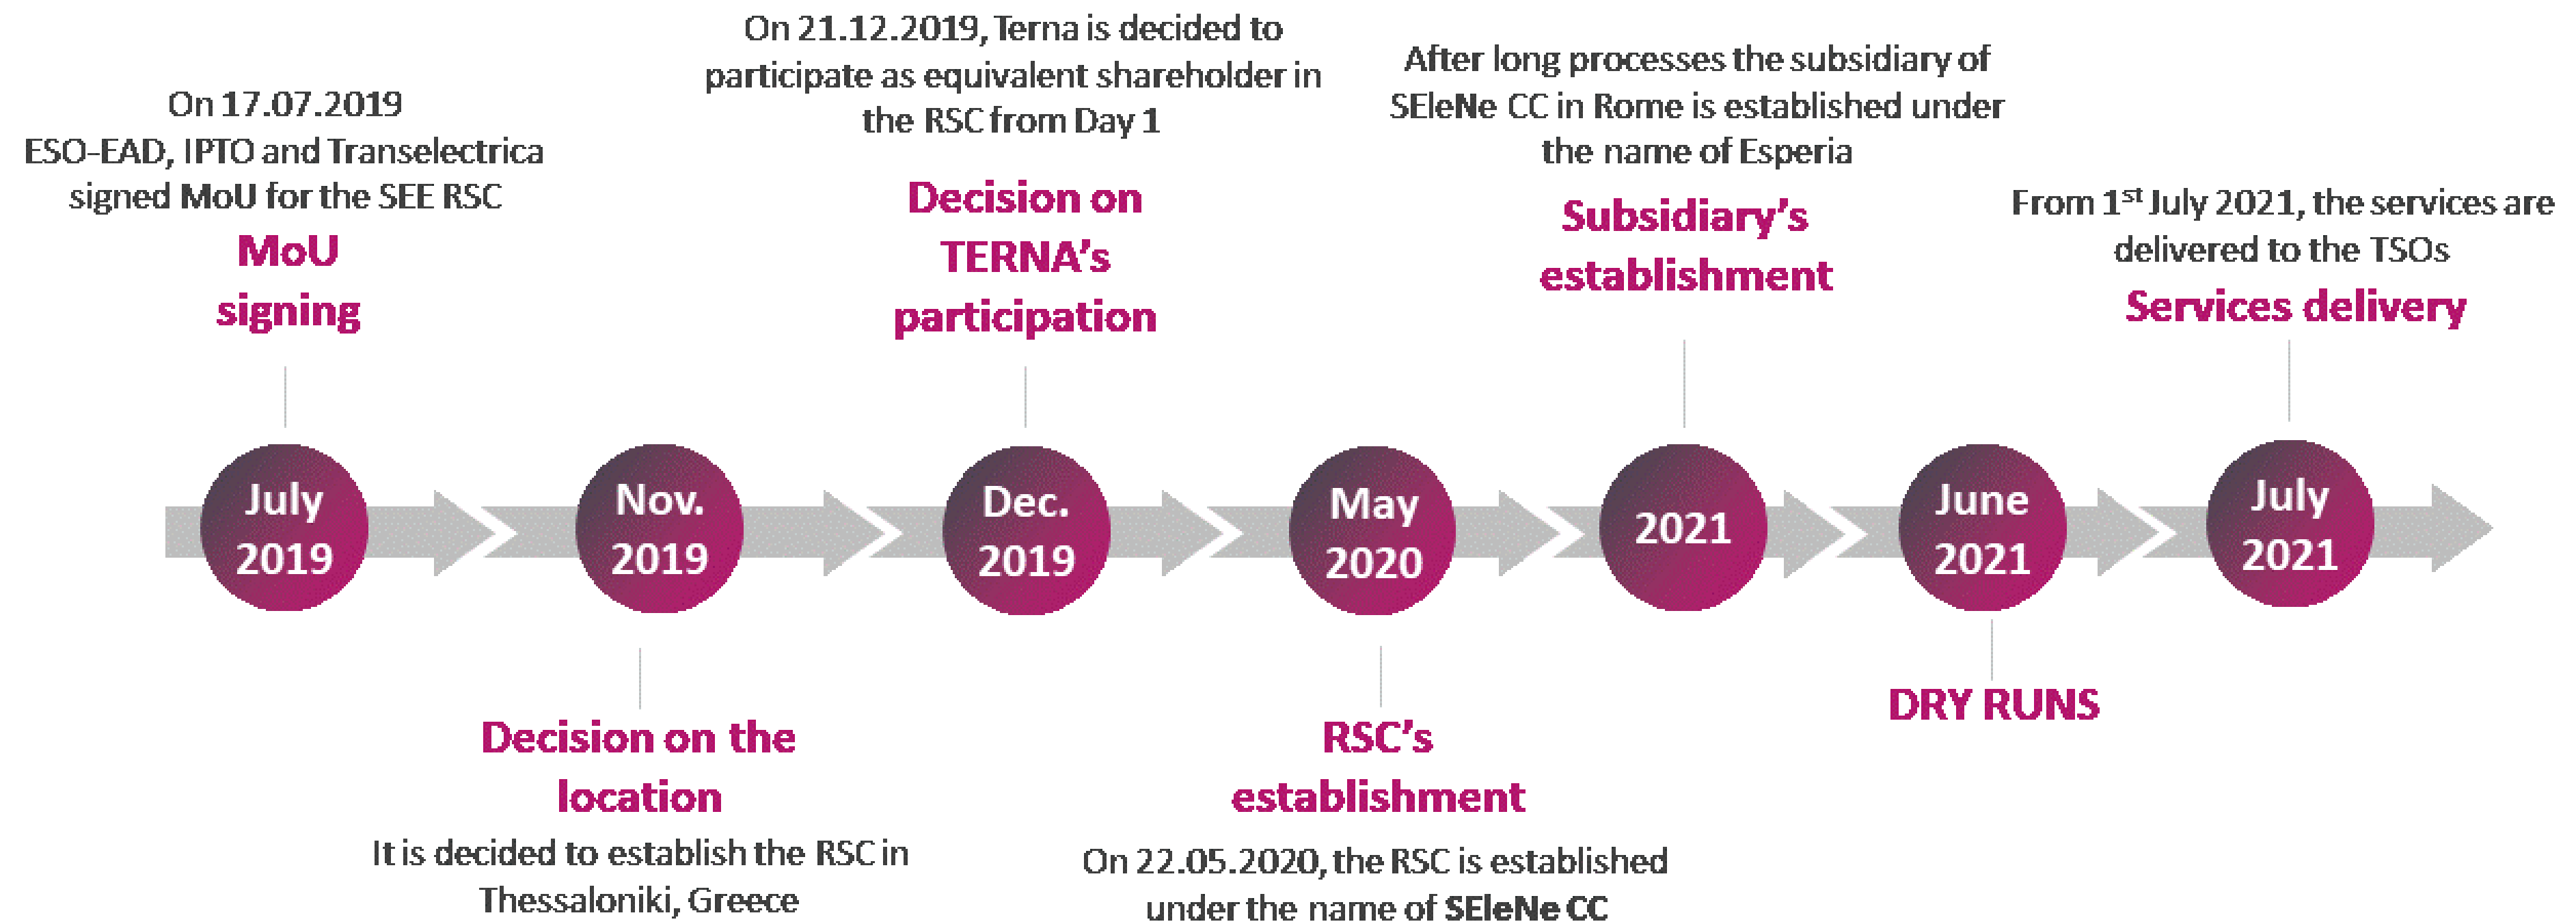 On 17.07.2019
ESO-EAD, IPTO and Transelectrica
signed MoU for the SEE RSC
MoU
signing
July
2019
Nov.
2019
Decision on the
location
It is decided to establish the RSC in
Thessaloniki, Greece
On 21.12.2019, Terna is decided to
participate as equivalent shareholder in
the RSC from Day 1
Decision on
TERNA's
participation
Dec.
2019
May
2020
RSC's
establishment
On 22.05.2020, the RSC is established
under the name of SEleNe CC
After long processes the subsidiary of
SEleNe CC in Rome is established under
the name of Esperia
Subsidiary's
establishment
2021
June
2021
DRY RUNS
From 1st July 2021, the services are
delivered to the TSOs
Services delivery
July
2021